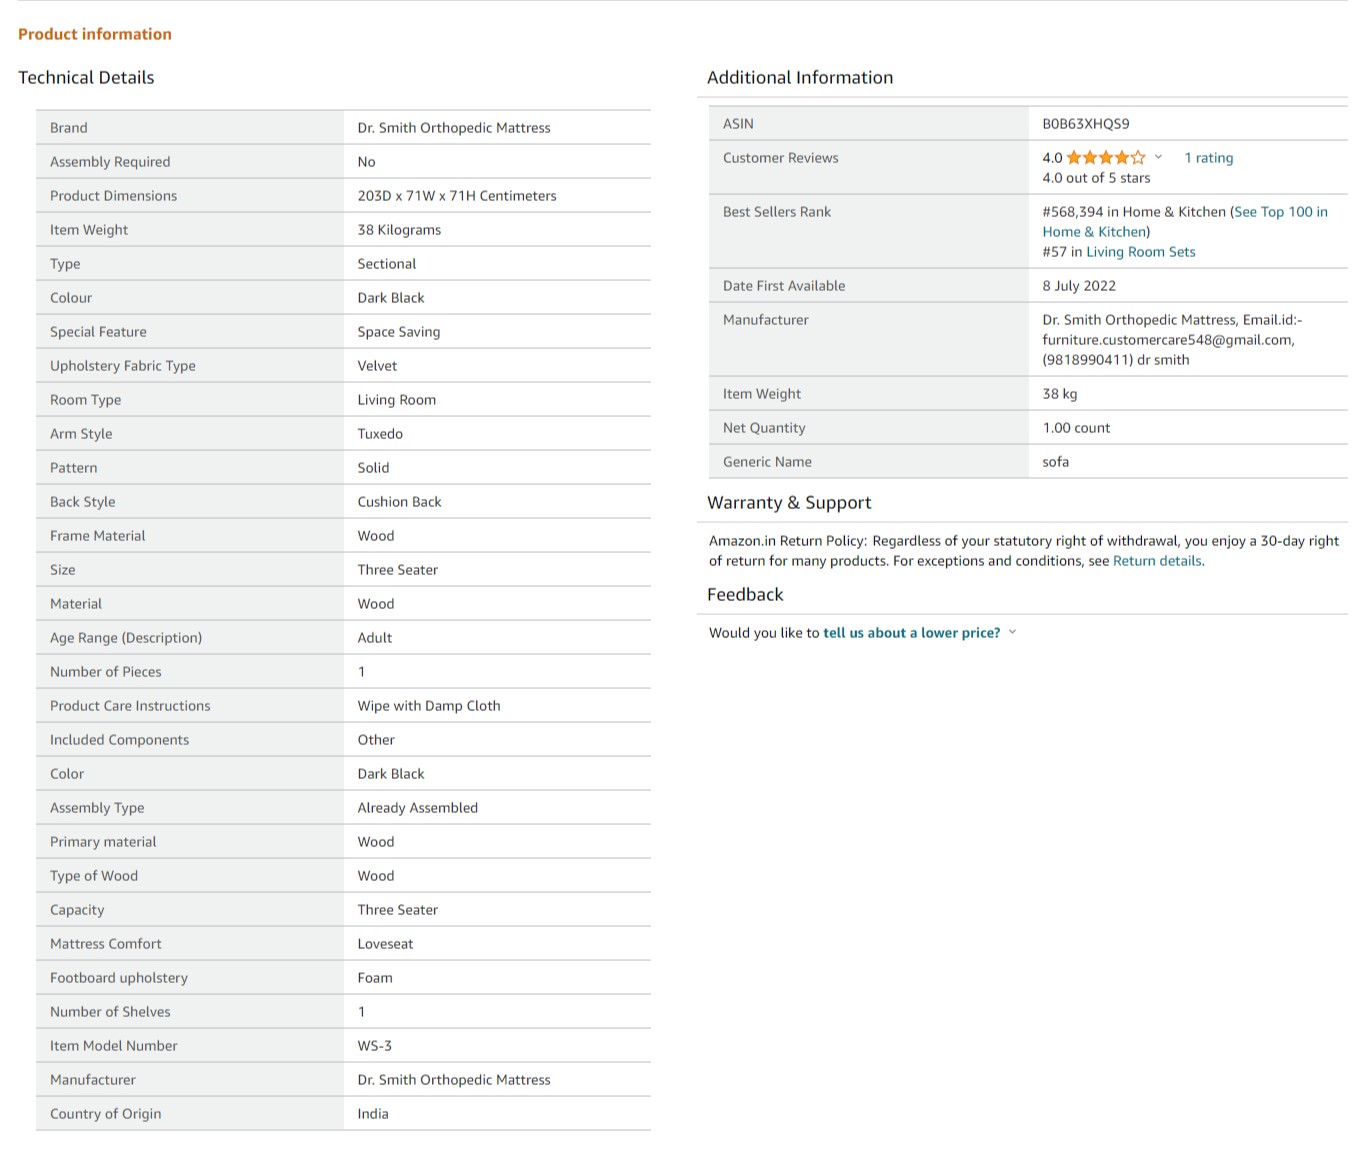 Product information
Technical Details
Brand Dr. Smith Orthopedic Mattress
Assembly Required No
Product Dimensions 203D x 71W x 71H Centimeters
Item Weight 38 Kilograms
Type Sectional
Colour Dark Black
Special Feature Space Saving
Upholstery Fabric Type Velvet
Room Type Living Room
Arm Style Tuxedo
Pattern Solid
Back Style Cushion Back
Frame Material Wood
Size Three Seater
Material Wood
Age Range (Description) Adult
Number of Pieces 1
Product Care Instructions Wipe with Damp Cloth
Included Components Other
Color Dark Black
Assembly Type Already Assembled
Primary material Wood
Type of Wood Wood
Capacity Three Seater
Mattress Comfort Loveseat
Footboard upholstery Foam
Number of Shelves 1
Item Model Number WS-3
Manufacturer Dr. Smith Orthopedic Mattress
Country of Origin India
Additional Information
ASIN B0B63XHQS9
Customer Reviews 4.0 1 rating
4.0 out of 5 stars
Best Sellers Rank #568,394 in Home & Kitchen (See Top 100 in
Home & Kitchen)
#57 in Living Room Sets
Date First Available 8 July 2022
Manufacturer Dr. Smith Orthopedic Mattress, Email.id:-
furniture.customercare548@gmail.com,
(9818990411) dr smith
Item Weight 38 kg
Net Quantity 1.00 count
Generic Name sofa
Warranty & Support
Amazon.in Return Policy: Regardless of your statutory right of withdrawal, you enjoy a 30-day right
of return for many products. For exceptions and conditions, see Return details.
Feedback
Would you like to tell us about a lower price?